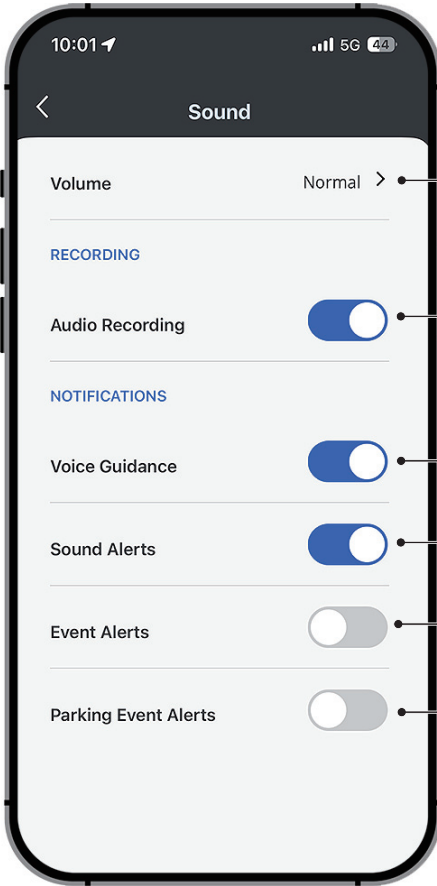 10:01 5G 44
Sound
Volume Normal
RECORDING
Audio Recording
NOTIFICATIONS
Voice Guidance
Sound Alerts
Event Alerts
Parking Event Alerts